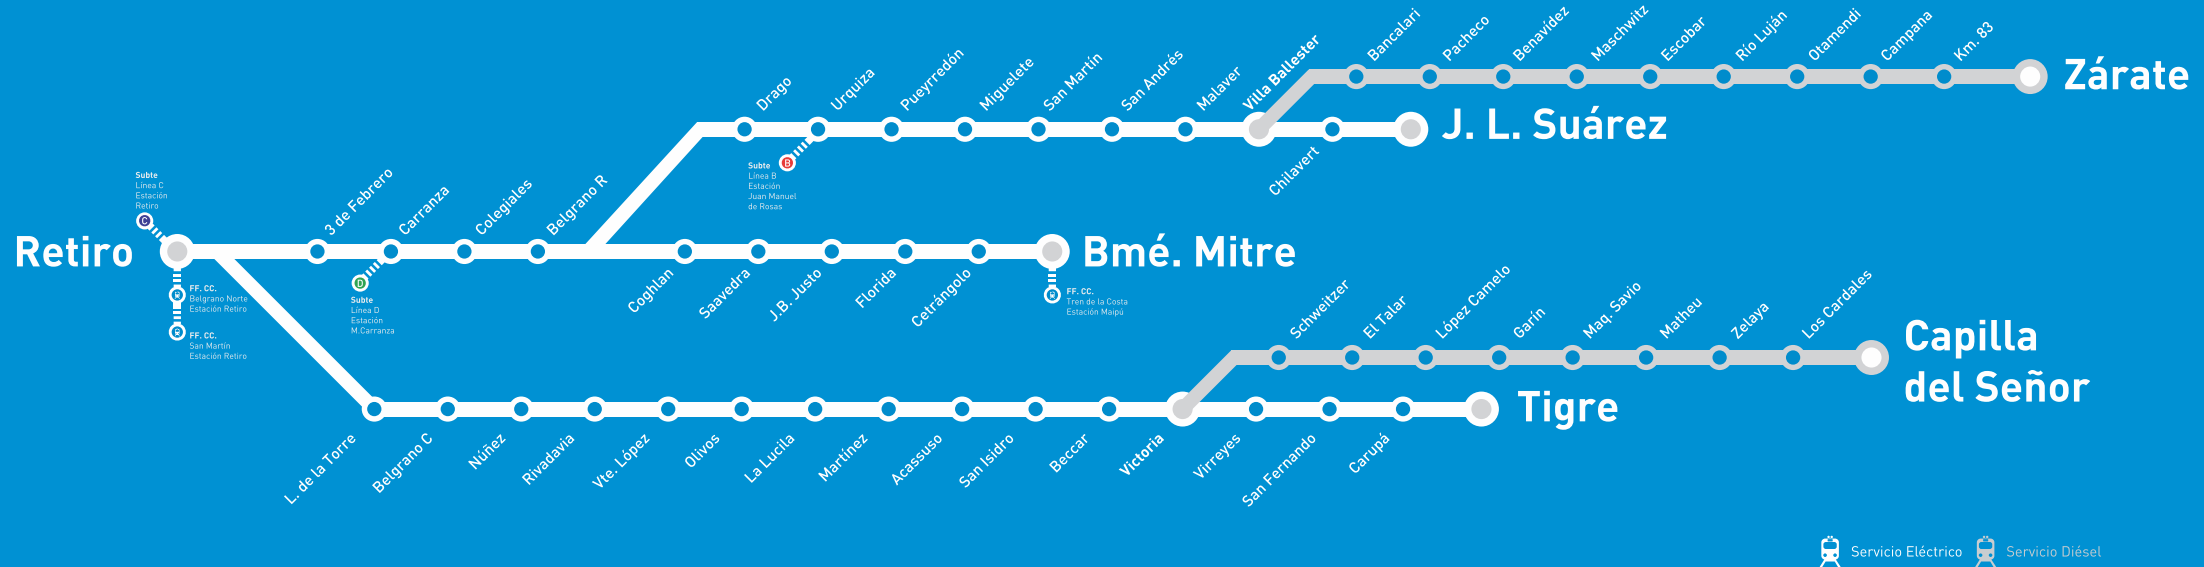 Drago
Urquiza
Pueyrredón
Miguelete
San Martín
San Andrés
Malaver
Villa Ballester
Bancalari
Pacheco
Benavídez
Maschwitz
Escobar
Río Luján
Otamendi
Campana
Km. 83
Zárate
Chilavert
J. L. Suárez
Subte
Línea B
Estación
Juan Manuel
de Rosas
B
Subte
Línea C
Estación
Retiro
C
Retiro
3 de Febrero
Carranza
Colegiales
Belgrano R
Coghlan
Saavedra
J.B. Justo
Florida
Cetrángolo
Bmé. Mitre
FF. CC.
Belgrano Norte
Estación Retiro
FF. CC.
San Martín
Estación Retiro
D
Subte
Línea D
Estación
M.Carranza
FF. CC.
Tren de la Costa
Estación Maipú
Schweitzer
El Talar
López Camelo
Garín
Maq. Savio
Matheu
Zelaya
Los Cardales
Capilla
del Señor
L. de la Torre
Belgrano C
Núñez
Rivadavia
Vte. López
Olivos
La Lucila
Martínez
Acassuso
San Isidro
Beccar
Victoria
Virreyes
San Fernando
Carupá
Tigre
Servicio Eléctrico
Servicio Diésel